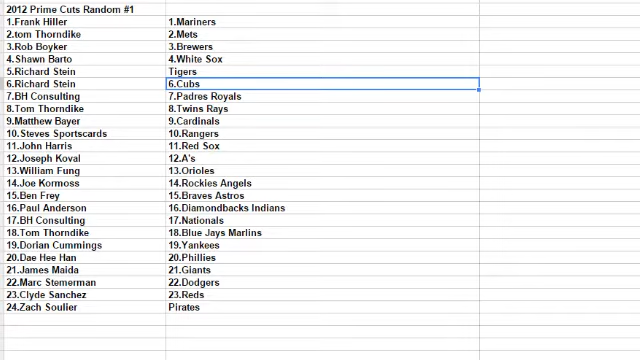 2012 Prime Cuts Random #1
1.Frank Hiller 1.Mariners
2.tom Thorndike 2.Mets
3.Rob Boyker 3.Brewers
4.Shawn Barto 4.White Sox
5.Richard Stein Tigers
6.Richard Stein 6.Cubs
7.BH Consulting 7.Padres Royals
8.Tom Thorndike 8.Twins Rays
9.Matthew Bayer 9.Cardinals
10.Steves Sportscards 10.Rangers
11.John Harris 11.Red Sox
12.Joseph Koval 12.A's
13.William Fung 13.Orioles
14.Joe Kormoss 14.Rockies Angels
15.Ben Frey 15.Braves Astros
16.Paul Anderson 16.Diamondbacks Indians
17.BH Consulting 17.Nationals
18.Tom Thorndike 18.Blue Jays Marlins
19.Dorian Cummings 19.Yankees
20.Dae Hee Han 20.Phillies
21.James Maida 21.Giants
22.Marc Stemerman 22.Dodgers
23.Clyde Sanchez 23.Reds
24.Zach Soulier Pirates